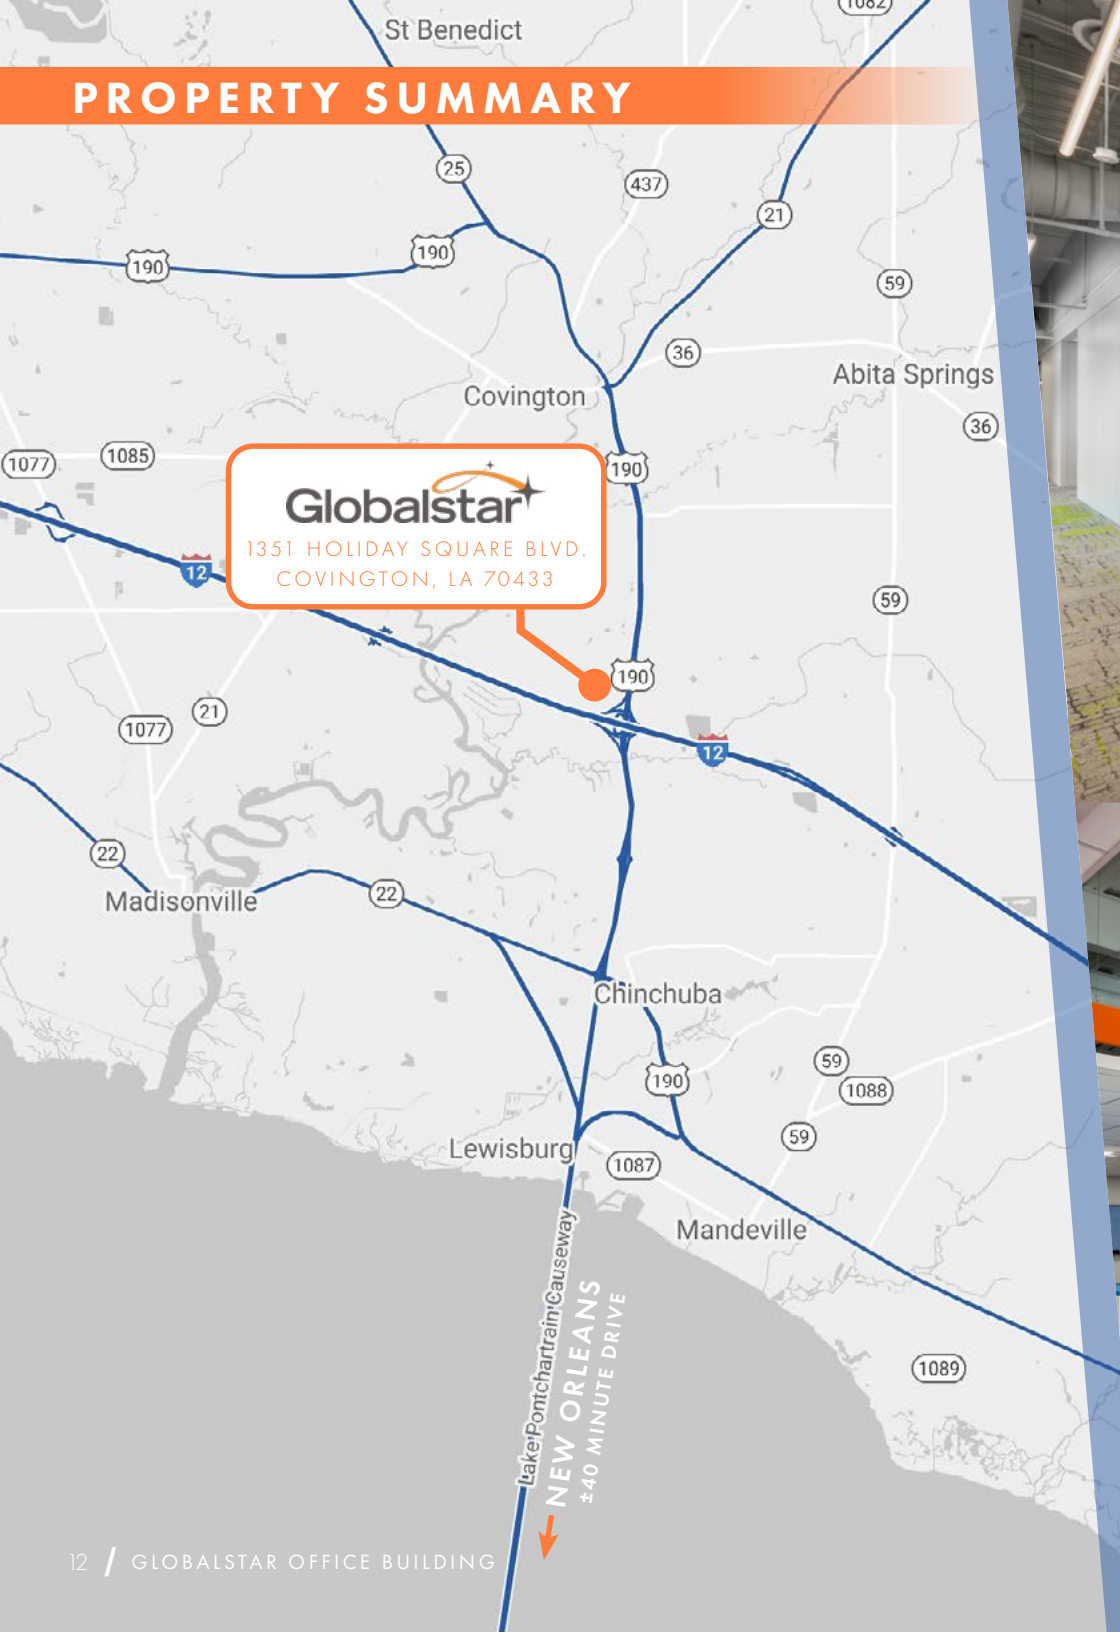 1082
St Benedict
PROPERTY SUMMARY
25
437
21
190
190
59
36
Abita Springs
Covington
36
1077
1085
190
Globalstar
1351 HOLIDAY SQUARE BLVD.
COVINGTON, LA 70433
12
59
190
21
1077
12
22
22
Madisonville
Chinchuba
190
59
1088
59
Lewisburg
1087
Mandeville
Lake Pontchartrain Causeway
NEW ORLEANS
±40 MINUTE DRIVE
1089
12 / GLOBALSTAR OFFICE BUILDING